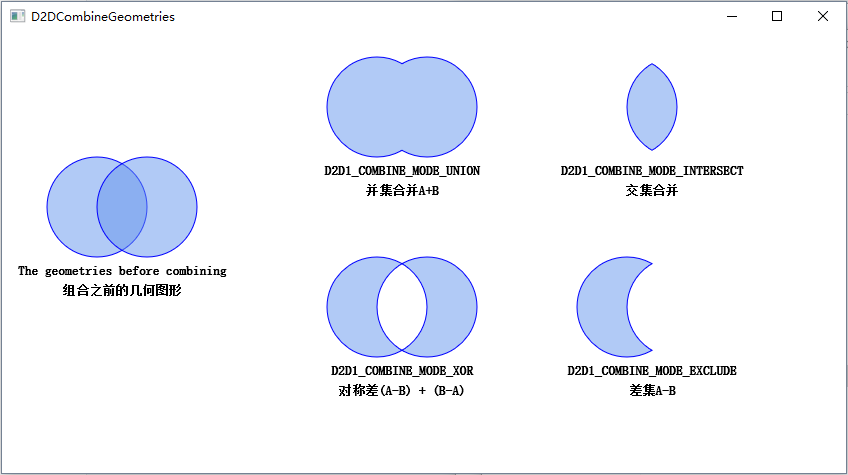 D2DCombineGeometries
The geometries before combining
组合之前的几何图形
D2D1_COMBINE_MODE_UNION
并集合并A+B
D2D1_COMBINE_MODE_INTERSECT
交集合并
D2D1_COMBINE_MODE_XOR
对称差(A-B) + (B-A)
D2D1_COMBINE_MODE_EXCLUDE
差集A-B